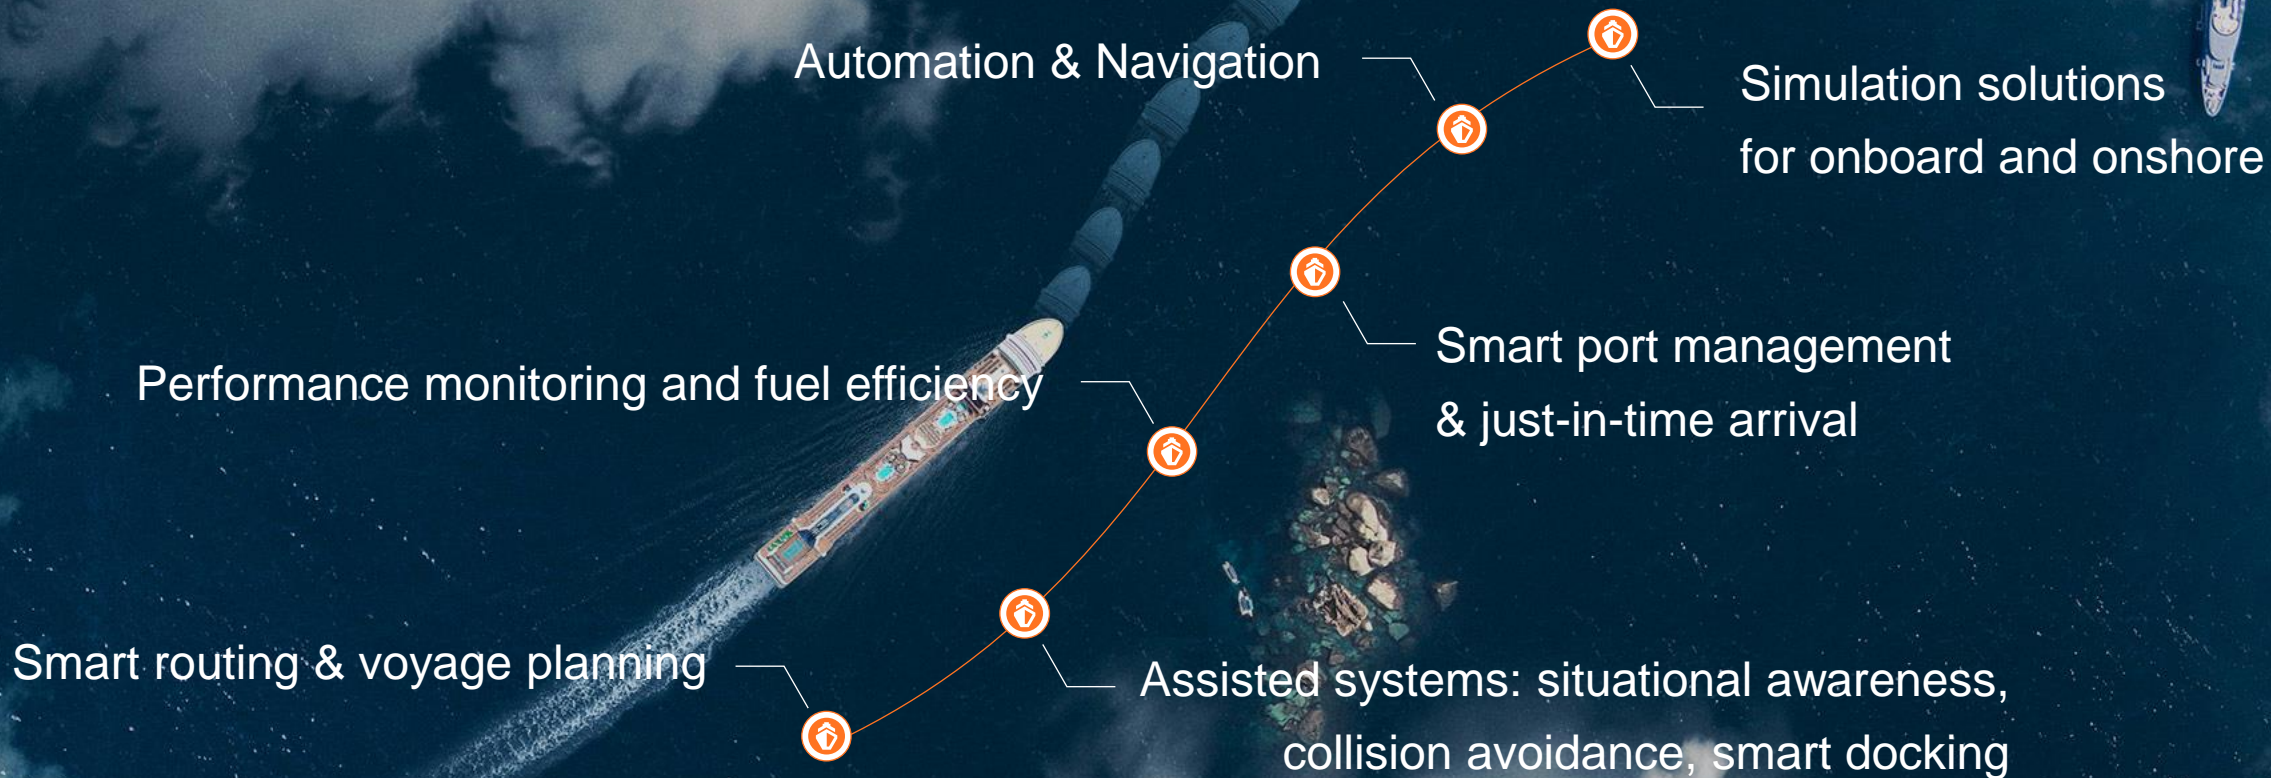 Automation & Navigation
Simulation solutions
for onboard and onshore
Smart port management
& just-in-time arrival
Performance monitoring and fuel efficiency
Smart routing & voyage planning
Assisted systems: situational awareness,
collision avoidance, smart docking